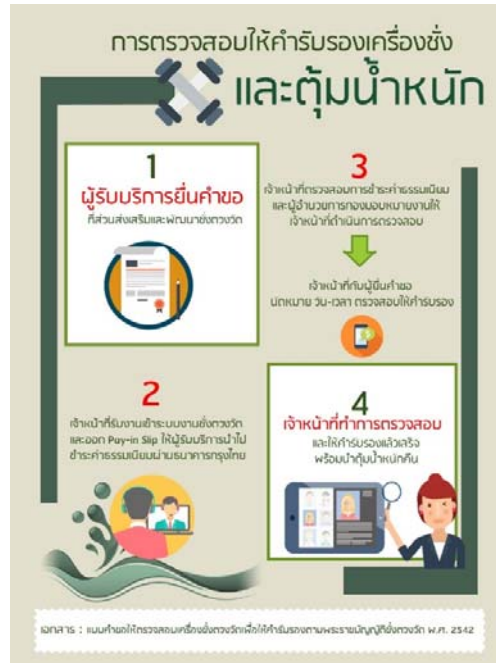 การตรวจสอบให้คำรับรองเครื่องชั่ง
และตุ้มน้ำหนัก
1
ผู้รับบริการยื่นคำขอ
ที่ส่วนส่งเสริมและพัฒนาชั่งตวงวัด
2
เจ้าหน้าที่รับงานเข้าระบบงานชั่งตวงวัด
และออก Pay-in Slip ให้ผู้รับบริการนำไป
ชำระค่าธรรมเนียมผ่านธนาคารกรุงไทย
3
เจ้าหน้าที่ตรวจสอบการชำระค่าธรรมเนียม
และผู้อำนวยการกองมอบหมายงานให้
เจ้าหน้าที่ดำเนินการตรวจสอบ
เจ้าหน้าที่กับผู้ยื่นคำขอ
นัดหมาย วัน-เวลา ตรวจสอบให้คำรับรอง
4
เจ้าหน้าที่ทำการตรวจสอบ
และให้คำรับรองแล้วเสร็จ
พร้อมนำตุ้มน้ำหนักคืน
เอกสาร : แบบคำขอให้ตรวจสอบเครื่องชั่งตวงวัดเพื่อให้คำรับรองตามพระราชบัญญัติชั่งตวงวัด พ.ศ. 2542